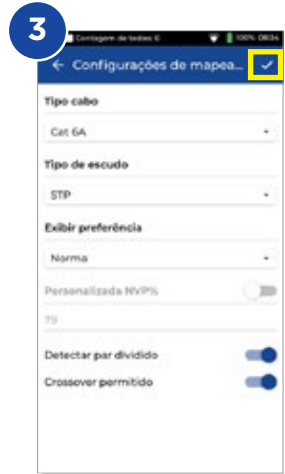 3
Contagem de testes 6 100% 08:34
Configurações de mapea...
Tipo cabo
Cat 6A
Tipo de escudo
STP
Exibir preferência
Norma
Personalizada NVP%
79
Detectar par dividido
Crossover permitido